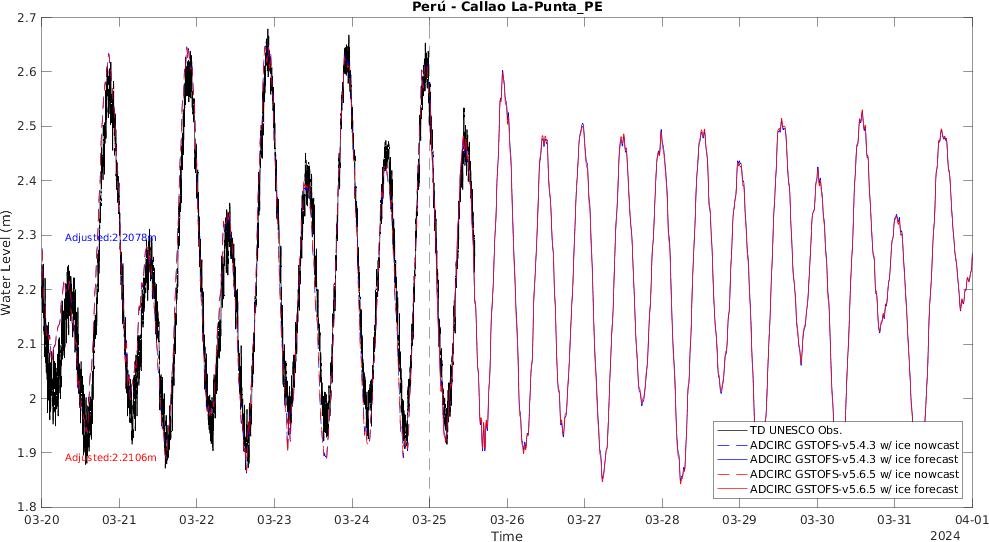 Perú - Callao La-Punta_PE
Water Level (m)
2.7
2.6
2.5
2.4
2.3
2.2
2.1
2
1.9
1.8
Adjusted:2.2078m
Adjusted:2.2106m
TD UNESCO Obs.
ADCIRC GSTOFS-v5.4.3 w/ ice nowcast
ADCIRC GSTOFS-v5.4.3 w/ ice forecast
ADCIRC GSTOFS-v5.6.5 w/ ice nowcast
ADCIRC GSTOFS-v5.6.5 w/ ice forecast
03-20 03-21 03-22 03-23 03-24 03-25 03-26 03-27 03-28 03-29 03-30 03-31 04-01
Time
2024